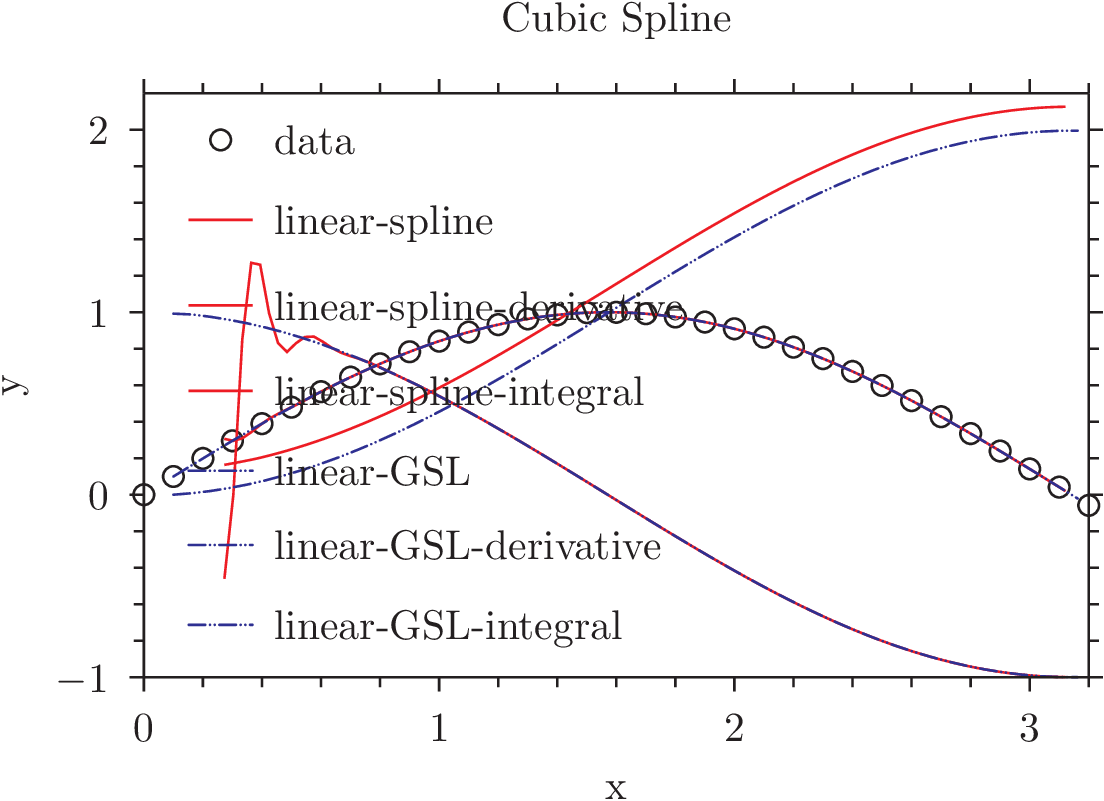 Cubic Spline
2
data
linear-spline
1
linear-spline-derivative
linear-spline-integral
y
0
linear-GSL
linear-GSL-derivative
linear-GSL-integral
−1
0 1 2 3
x